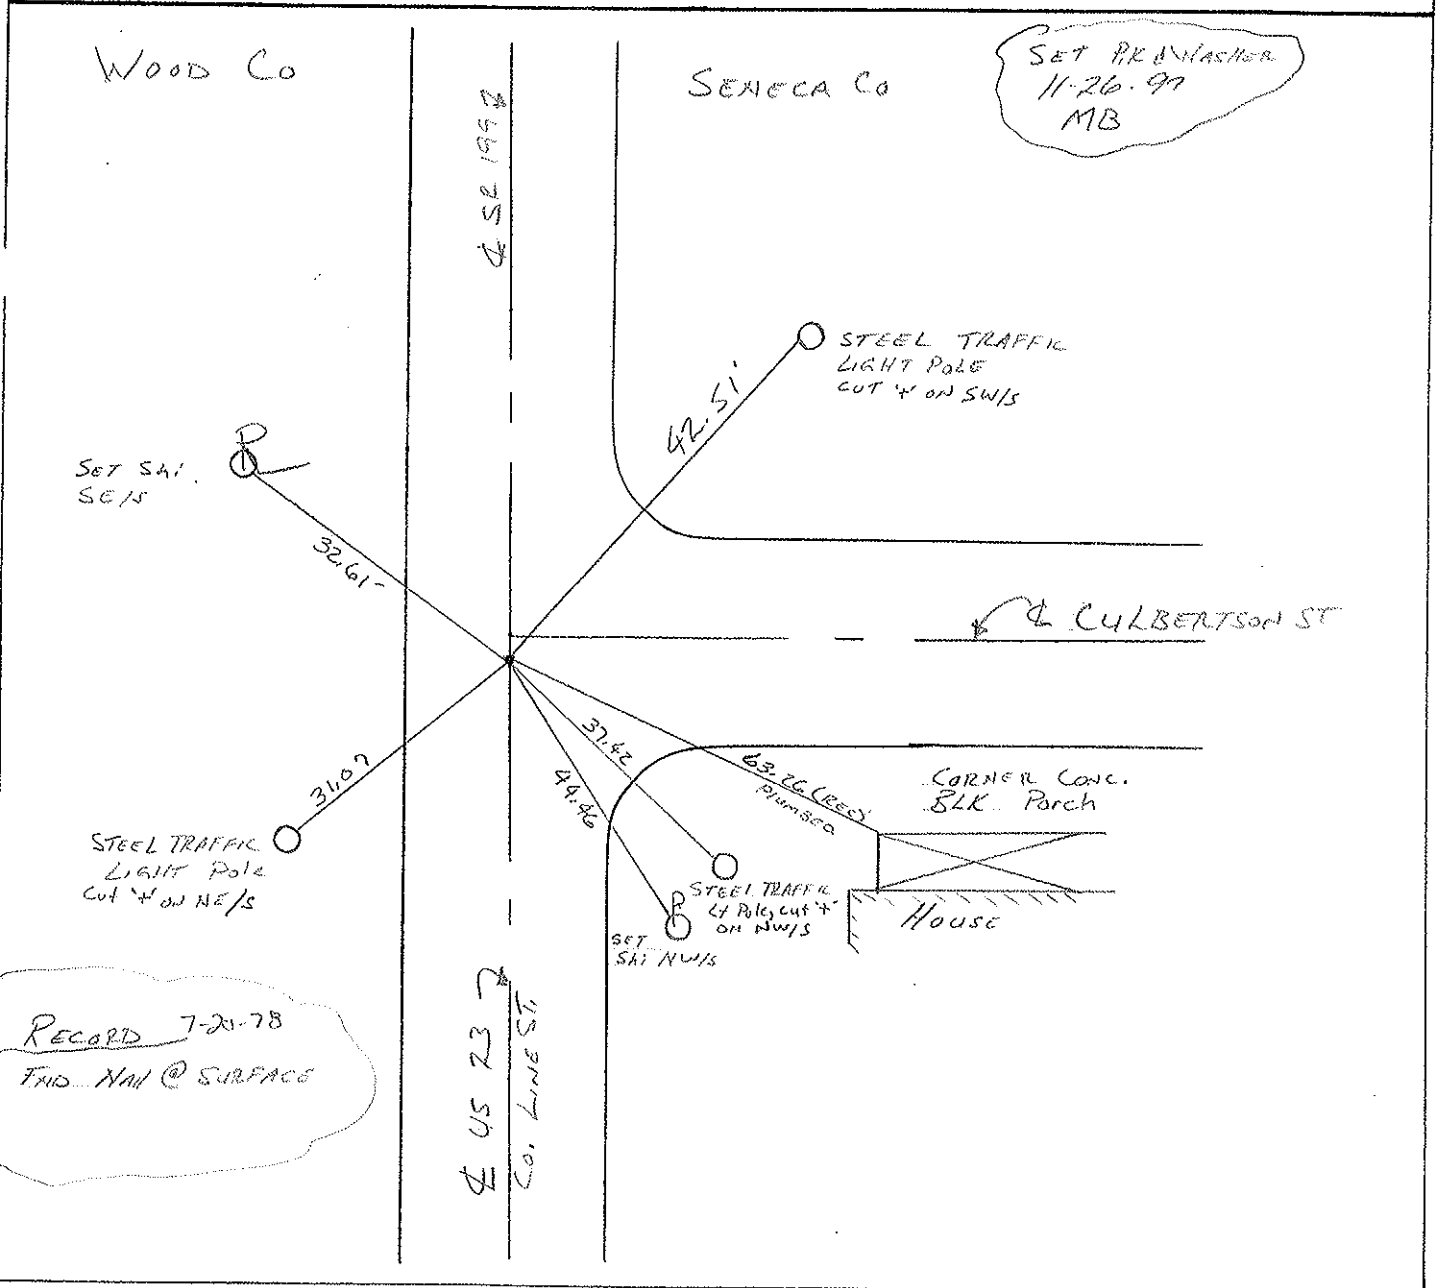 WOOD CO
SENECA CO
SET P.K & WASHER
11-26-97
MB
℄ SR 199
STEEL TRAFFIC
LIGHT POLE
CUT '+' ON SW/S
42.51'
P
SET Shi.
SE/S
32.61
℄ CULBERTSON ST
31.07
37.42
44.46
63.26 (REC)
PLUMBED
CORNER CONC.
BLK Porch
STEEL TRAFFIC
LIGHT Pole
Cut '+' ON NE/S
STEEL TRAFFIC
Lt Pole, cut '+'
ON NW/S
P
SET
Shi NW/S
HOUSE
RECORD 7-20-78
FND NAIL @ SURFACE
℄ US 23
CO. LINE ST.